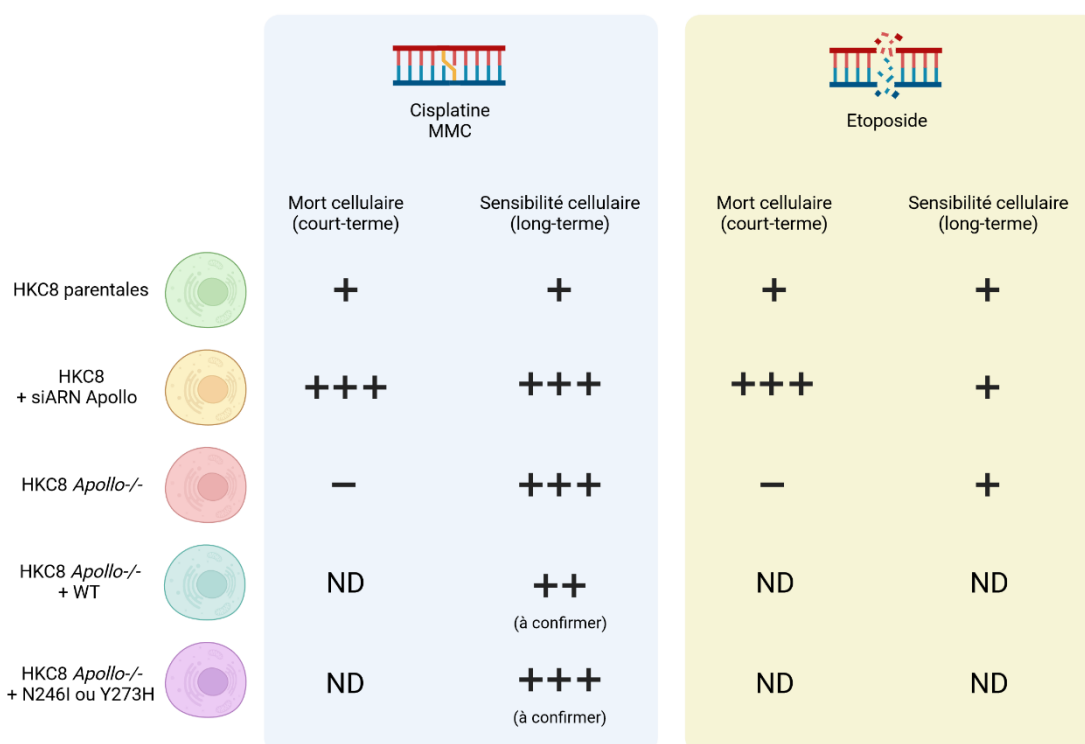 Cisplatine
MMC
Etoposide
Mort cellulaire
(court-terme)
Sensibilité cellulaire
(long-terme)
Mort cellulaire
(court-terme)
Sensibilité cellulaire
(long-terme)
HKC8 parentales
+
+
+
+
HKC8
+ siARN Apollo
+++
+++
+++
+
HKC8 Apollo-/-
–
+++
–
+
HKC8 Apollo-/-
+ WT
ND
++
(à confirmer)
ND
ND
HKC8 Apollo-/-
+ N246I ou Y273H
ND
+++
(à confirmer)
ND
ND